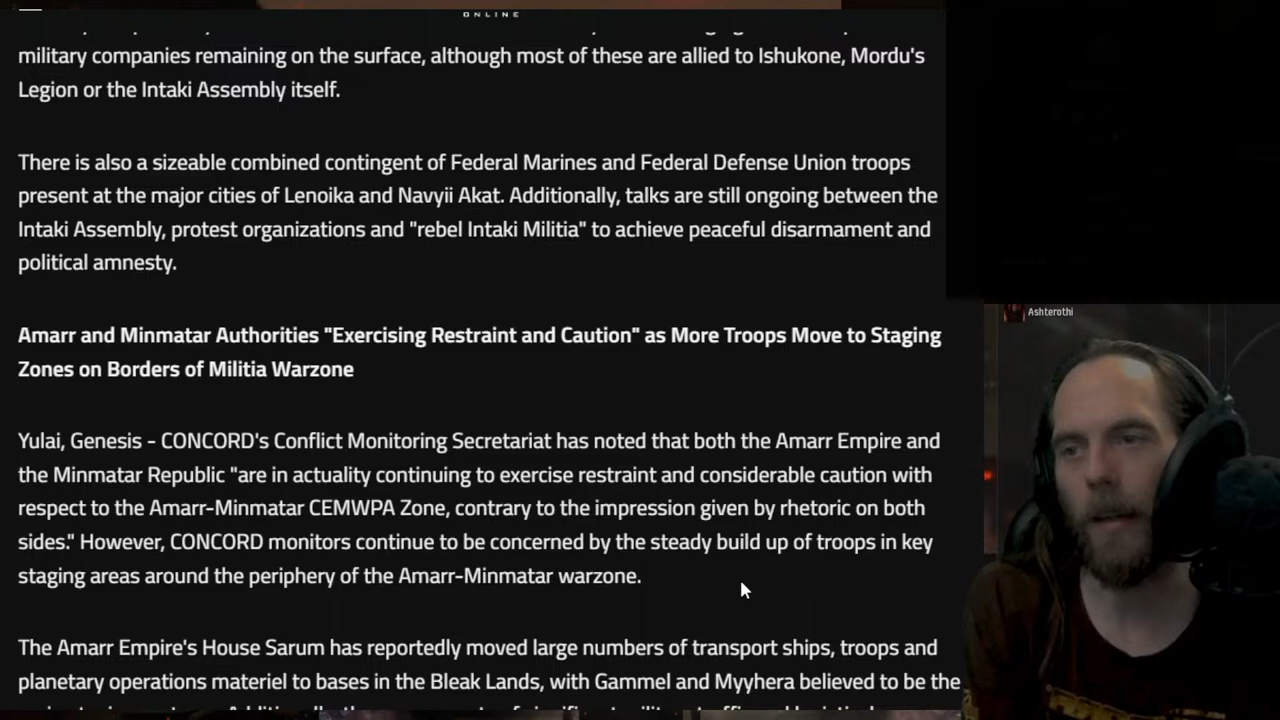 ONLINE
military companies remaining on the surface, although most of these are allied to Ishukone, Mordu's
Legion or the Intaki Assembly itself.
There is also a sizeable combined contingent of Federal Marines and Federal Defense Union troops
present at the major cities of Lenoika and Navyii Akat. Additionally, talks are still ongoing between the
Intaki Assembly, protest organizations and "rebel Intaki Militia" to achieve peaceful disarmament and
political amnesty.
Amarr and Minmatar Authorities "Exercising Restraint and Caution" as More Troops Move to Staging
Zones on Borders of Militia Warzone
Yulai, Genesis - CONCORD's Conflict Monitoring Secretariat has noted that both the Amarr Empire and
the Minmatar Republic "are in actuality continuing to exercise restraint and considerable caution with
respect to the Amarr-Minmatar CEMWPA Zone, contrary to the impression given by rhetoric on both
sides." However, CONCORD monitors continue to be concerned by the steady build up of troops in key
staging areas around the periphery of the Amarr-Minmatar warzone.
The Amarr Empire's House Sarum has reportedly moved large numbers of transport ships, troops and
planetary operations materiel to bases in the Bleak Lands, with Gammel and Myyhera believed to be the
Ashterothi